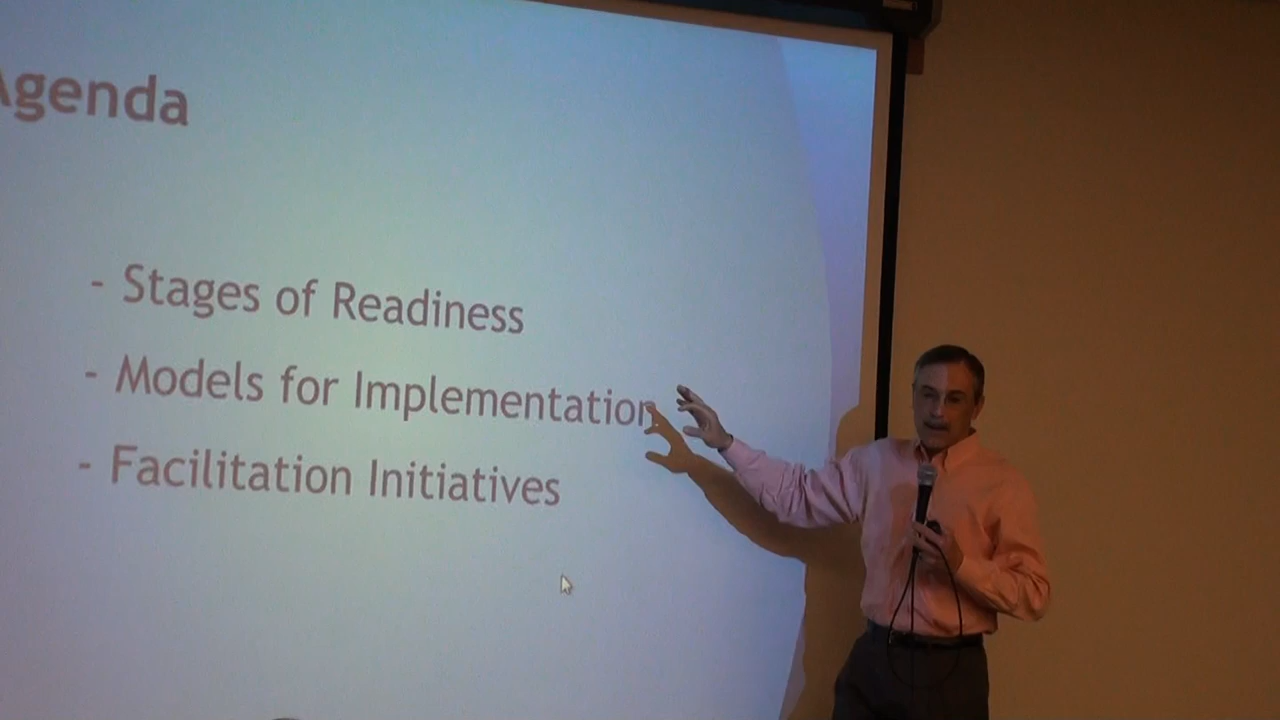 Agenda
- Stages of Readiness
- Models for Implementation
- Facilitation Initiatives